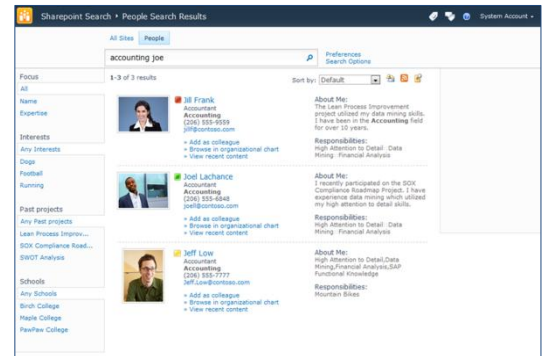 Sharepoint Search ▸ People Search Results
System Account
All Sites People
accounting joe
Preferences
Search Options
Focus
All
Name
Expertise
Interests
Any Interests
Dogs
Football
Running
Past projects
Any Past projects
Lean Process Improv...
SOX Compliance Road...
SWOT Analysis
Schools
Any Schools
Birch College
Maple College
PawPaw College
1-3 of 3 results
Sort by: Default
Jill Frank
Accountant
Accounting
(206) 555-9559
jillf@contoso.com
» Add as colleague
» Browse in organizational chart
» View recent content
About Me:
The Lean Process Improvement
project utilized my data mining skills.
I have been in the Accounting field
for over 10 years.
Responsibilities:
High Attention to Detail Data
Mining Financial Analysis
Joel Lachance
Accountant
Accounting
(206) 555-6848
joell@contoso.com
» Add as colleague
» Browse in organizational chart
» View recent content
About Me:
I recently participated on the SOX
Compliance Roadmap Project. I have
experience data mining which utilized
my high attention to detail skills.
Responsibilities:
High Attention to Detail Data
Mining Financial Analysis
Jeff Low
Accountant
Accounting
(206) 555-7777
Jeff.Low@contoso.com
» Add as colleague
» Browse in organizational chart
» View recent content
About Me:
High Attention to Detail,Data
Mining,Financial Analysis,SAP
Functional Knowledge
Responsibilities:
Mountain Bikes